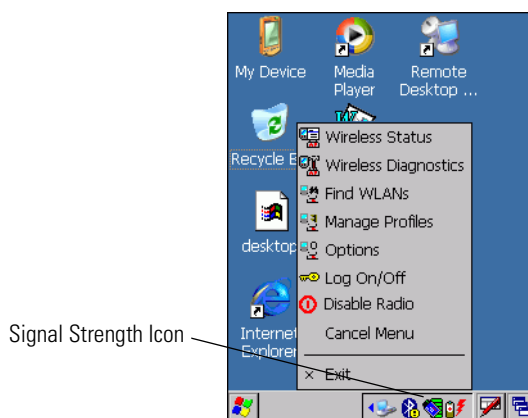 My Device
Media
Player
Remote
Desktop ...
Recycle B
desktop
Internet
Explorer
Wireless Status
Wireless Diagnostics
Find WLANs
Manage Profiles
Options
Log On/Off
Disable Radio
Cancel Menu
Exit
Signal Strength Icon